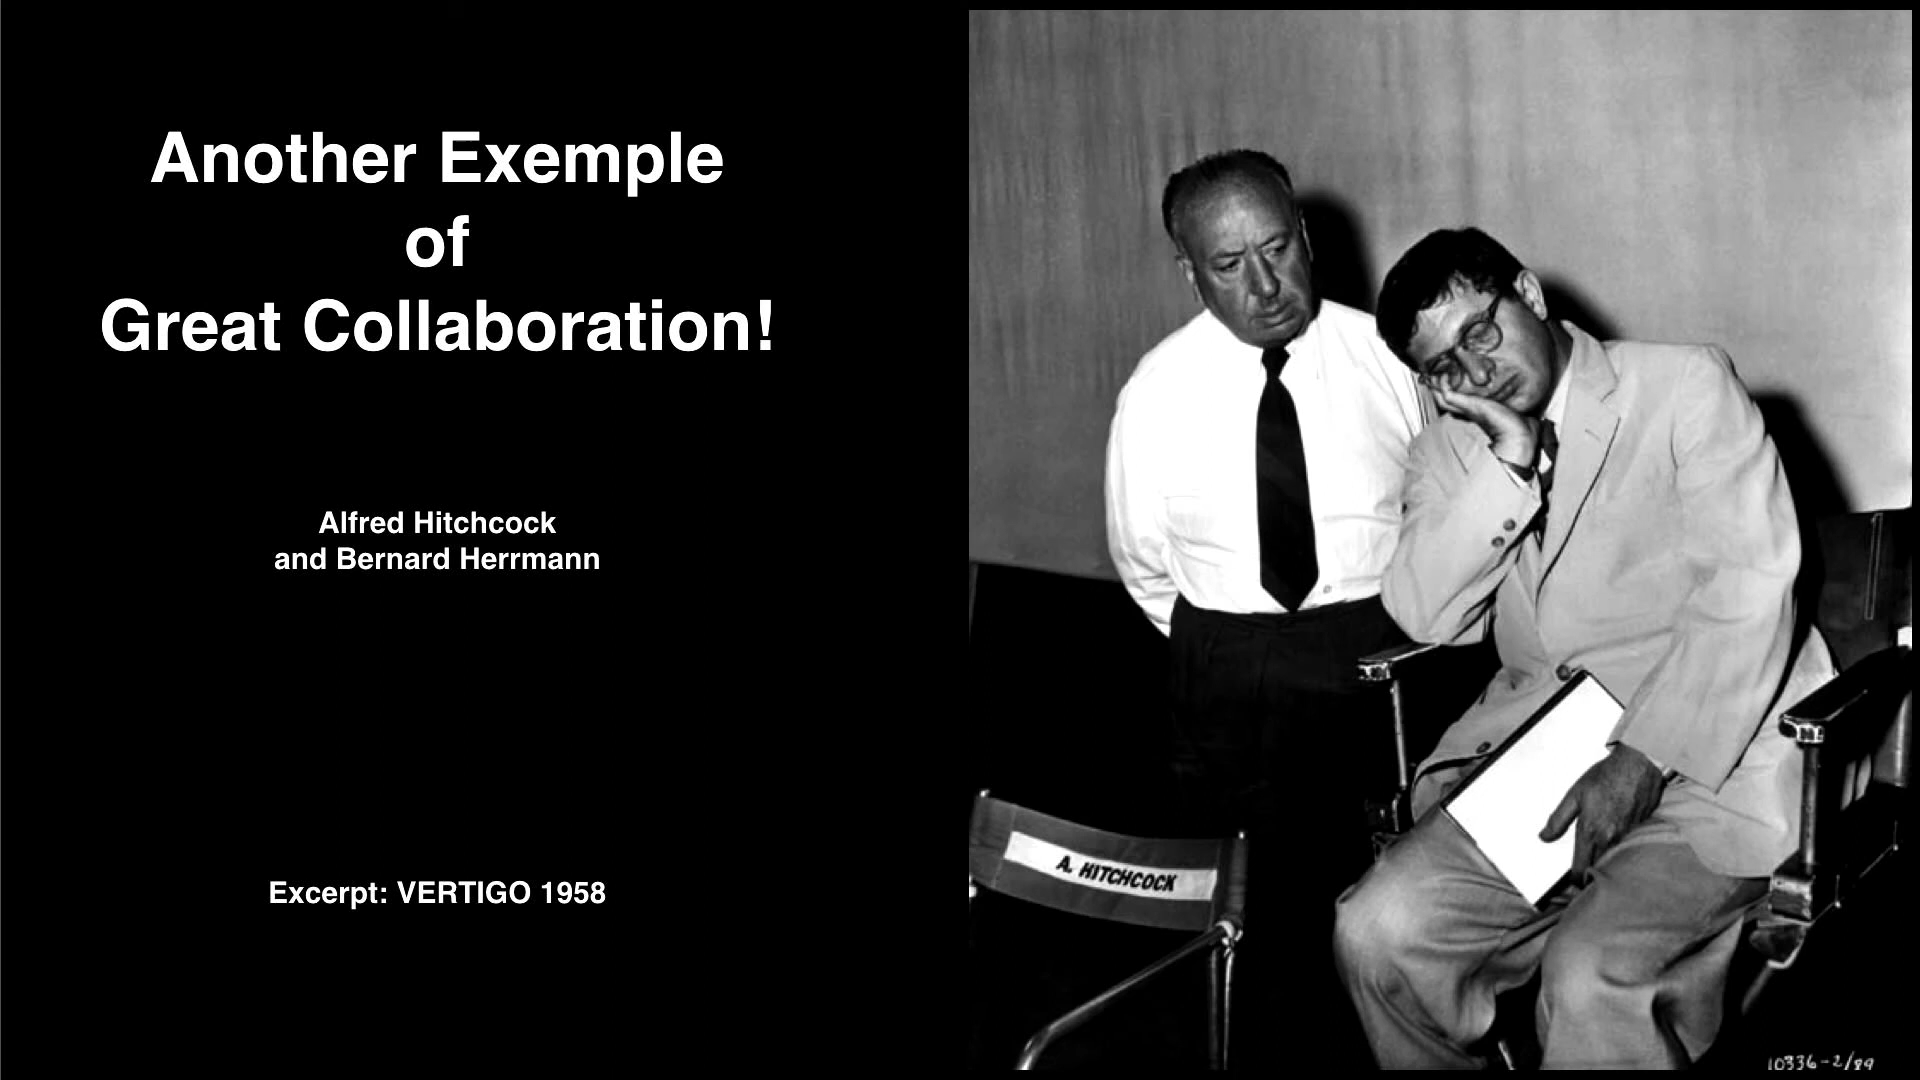 Another Exemple
of
Great Collaboration!
Alfred Hitchcock
and Bernard Herrmann
Excerpt: VERTIGO 1958
A. HITCHCOCK
10336-2/89